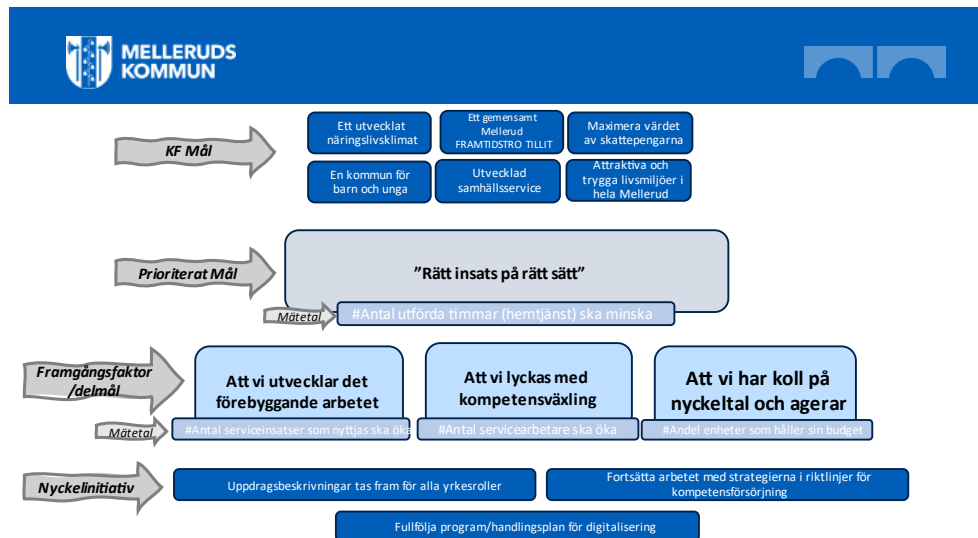 MELLERUDS
KOMMUN
KF Mål
Ett utvecklat
näringslivsklimat
Ett gemensamt
Mellerud
FRAMTIDSTRO TILLIT
Maximera värdet
av skattepengarna
En kommun för
barn och unga
Utvecklad
samhällsservice
Attraktiva och
trygga livsmiljöer i
hela Mellerud
Prioriterat Mål
”Rätt insats på rätt sätt”
Mätetal
#Antal utförda timmar (hemtjänst) ska minska
Framgångsfaktor
/delmål
Att vi utvecklar det
förebyggande arbetet
Att vi lyckas med
kompetensväxling
Att vi har koll på
nyckeltal och agerar
Mätetal
#Antal serviceinsatser som nyttjas ska öka
#Antal servicearbetare ska öka
#Andel enheter som håller sin budget
Nyckelinitiativ
Uppdragsbeskrivningar tas fram för alla yrkesroller
Fortsätta arbetet med strategierna i riktlinjer för
kompetensförsörjning
Fullfölja program/handlingsplan för digitalisering